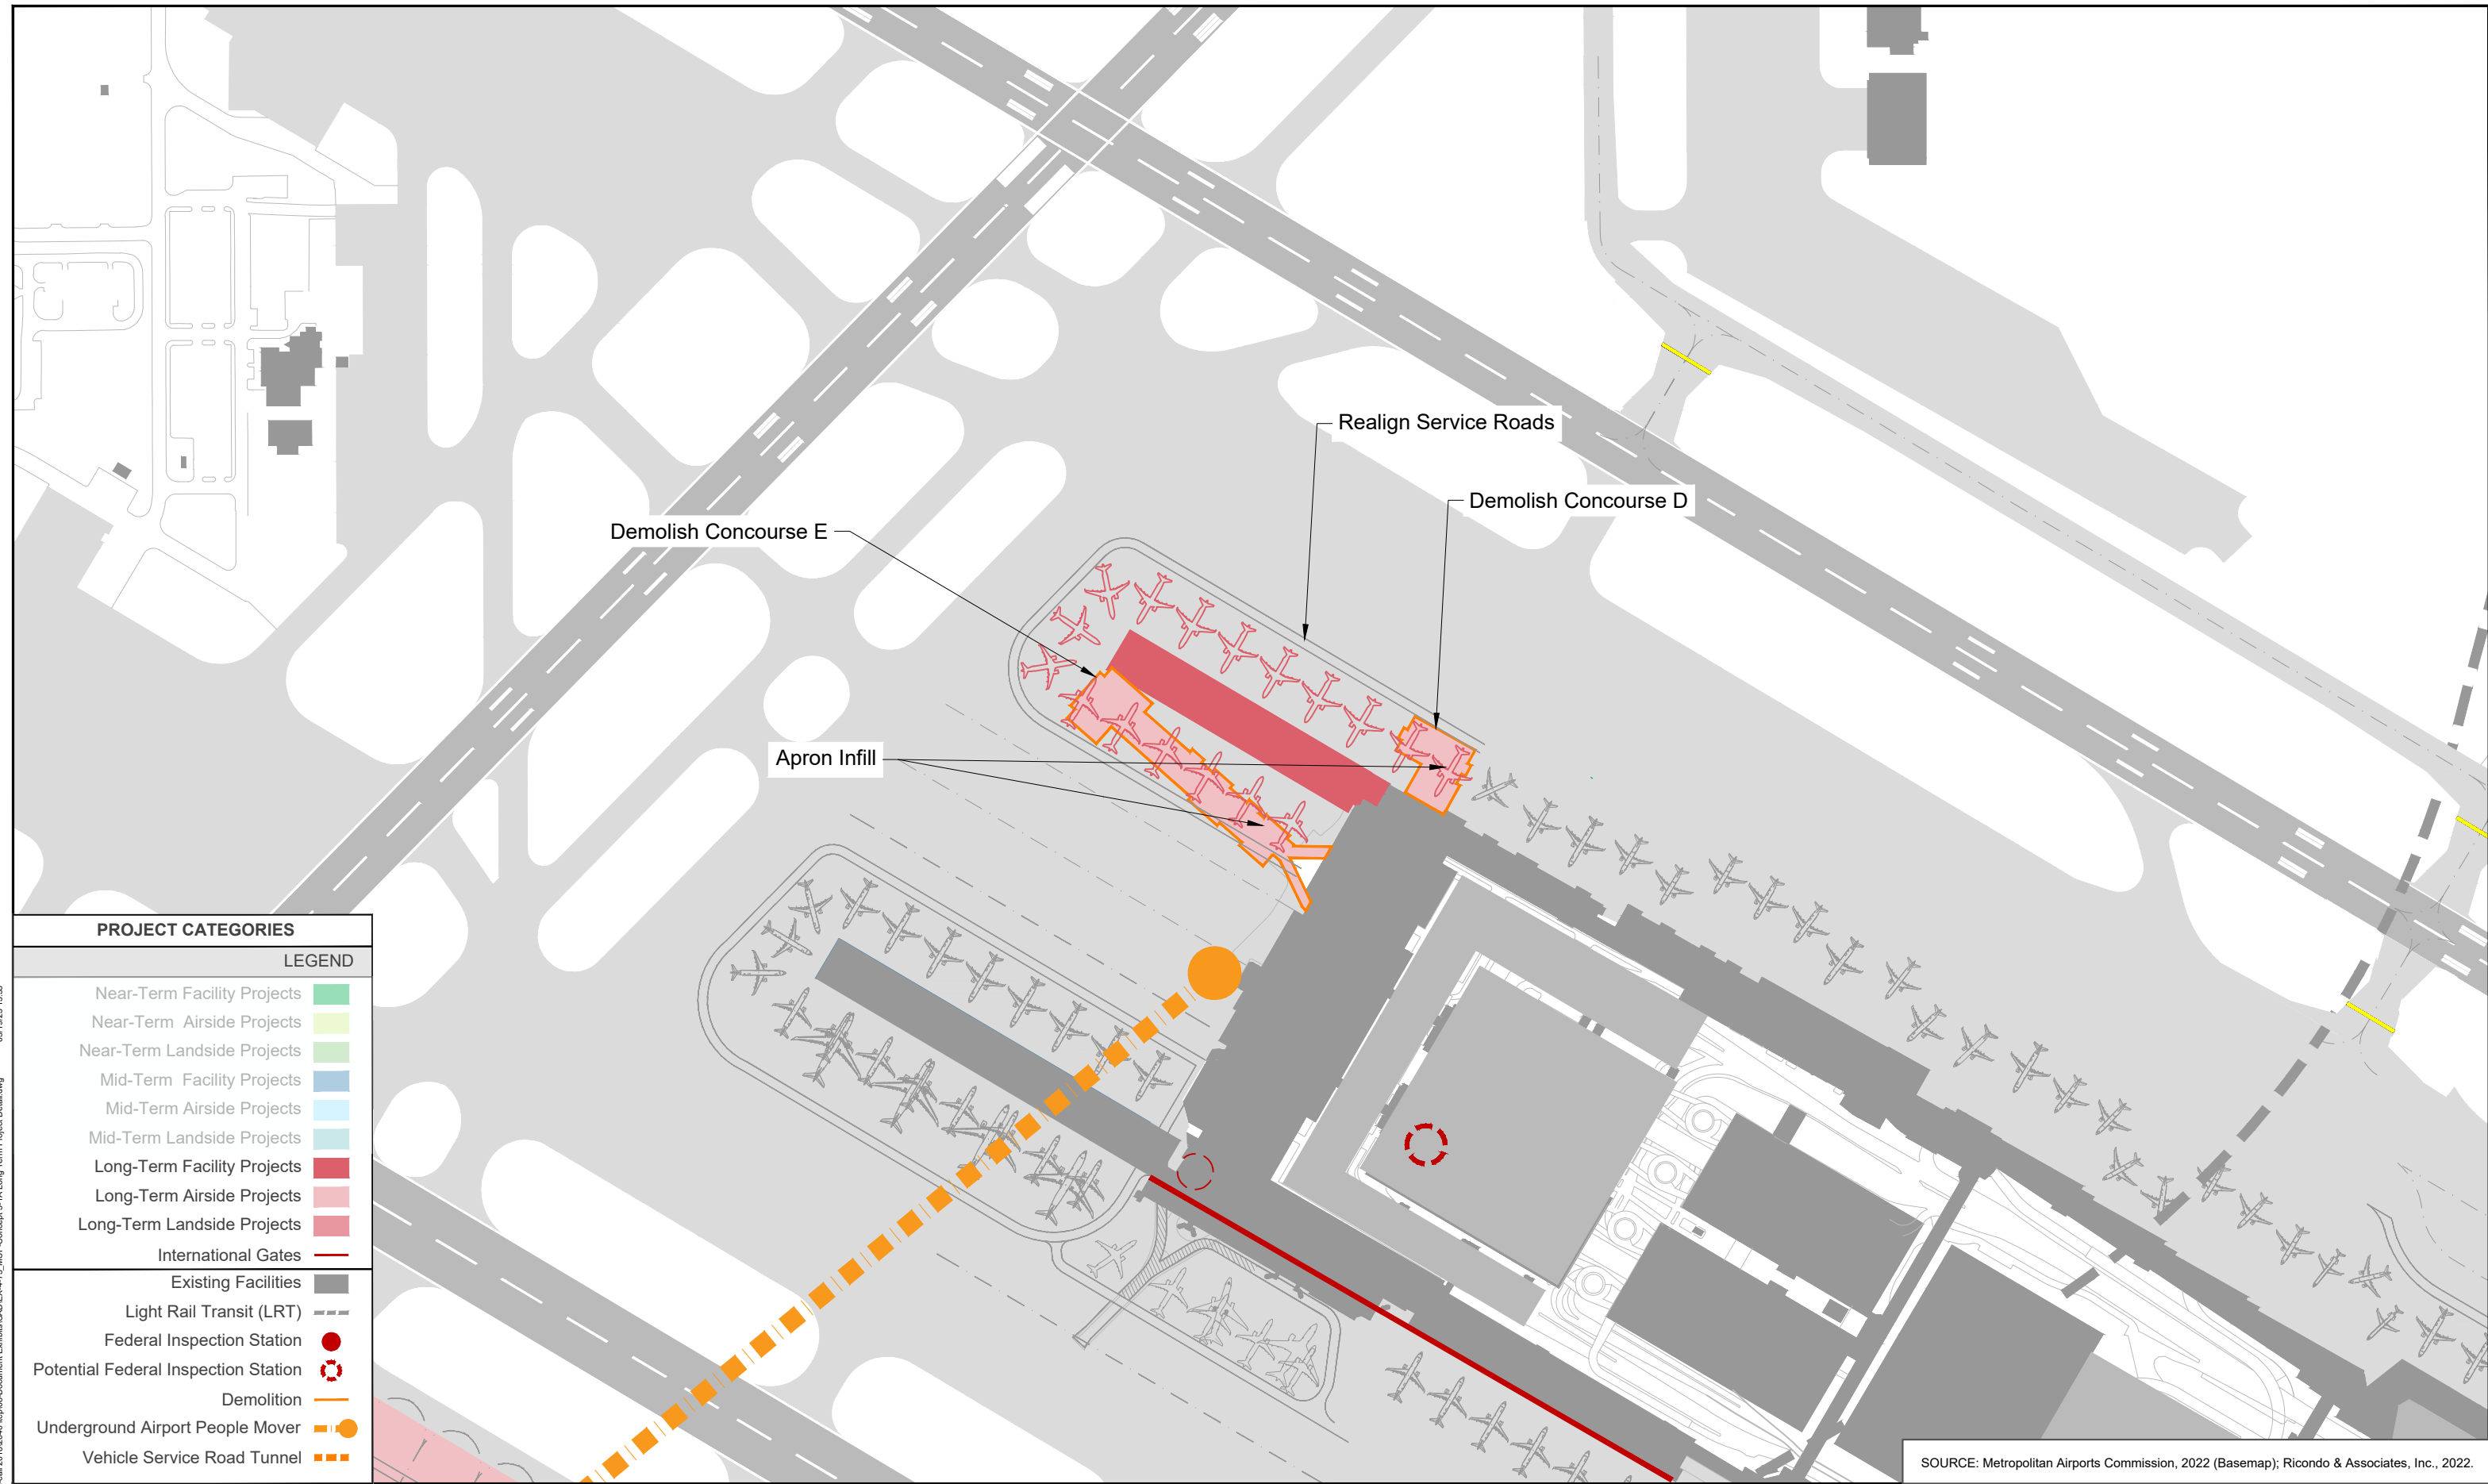 Realign Service Roads
Demolish Concourse D
Demolish Concourse E
Apron Infill
PROJECT CATEGORIES
LEGEND
Near-Term Facility Projects
Near-Term Airside Projects
Near-Term Landside Projects
Mid-Term Facility Projects
Mid-Term Airside Projects
Mid-Term Landside Projects
Long-Term Facility Projects
Long-Term Airside Projects
Long-Term Landside Projects
International Gates
Existing Facilities
Light Rail Transit (LRT)
Federal Inspection Station
Potential Federal Inspection Station
Demolition
Underground Airport People Mover
Vehicle Service Road Tunnel
SOURCE: Metropolitan Airports Commission, 2022 (Basemap); Ricondo & Associates, Inc., 2022.